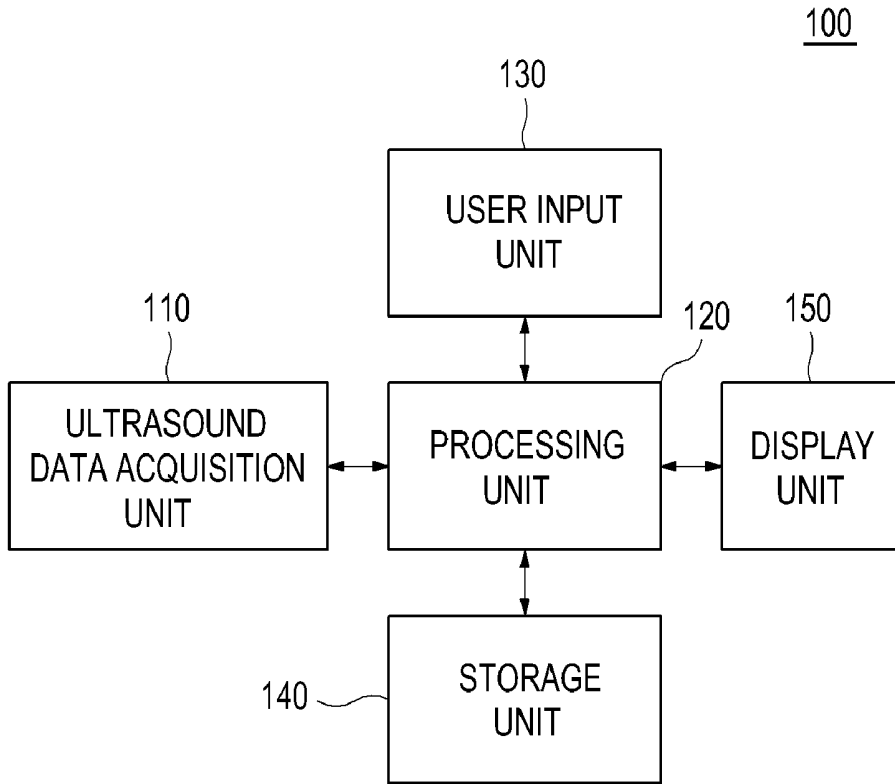 100
130
USER INPUT
UNIT
110
120
150
ULTRASOUND
DATA ACQUISITION
UNIT
PROCESSING
UNIT
DISPLAY
UNIT
140
STORAGE
UNIT